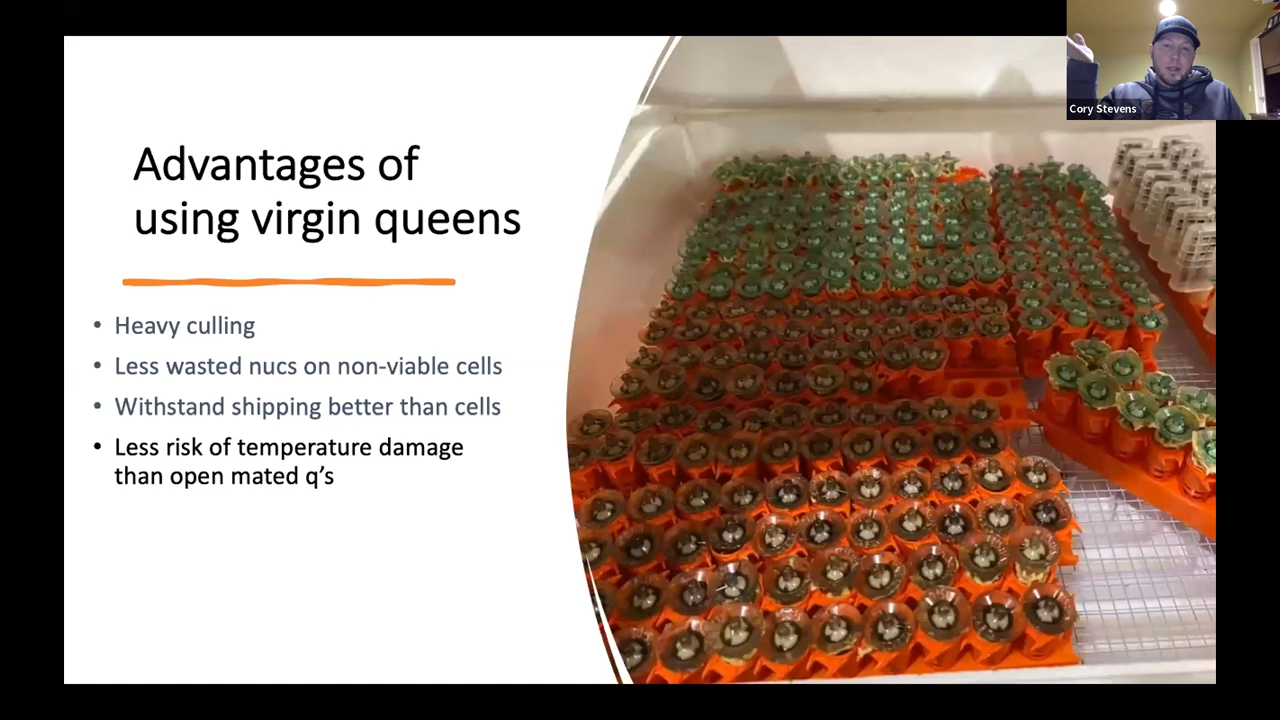 Cory Stevens
Advantages of
using virgin queens
• Heavy culling
• Less wasted nucs on non-viable cells
• Withstand shipping better than cells
• Less risk of temperature damage
than open mated q’s